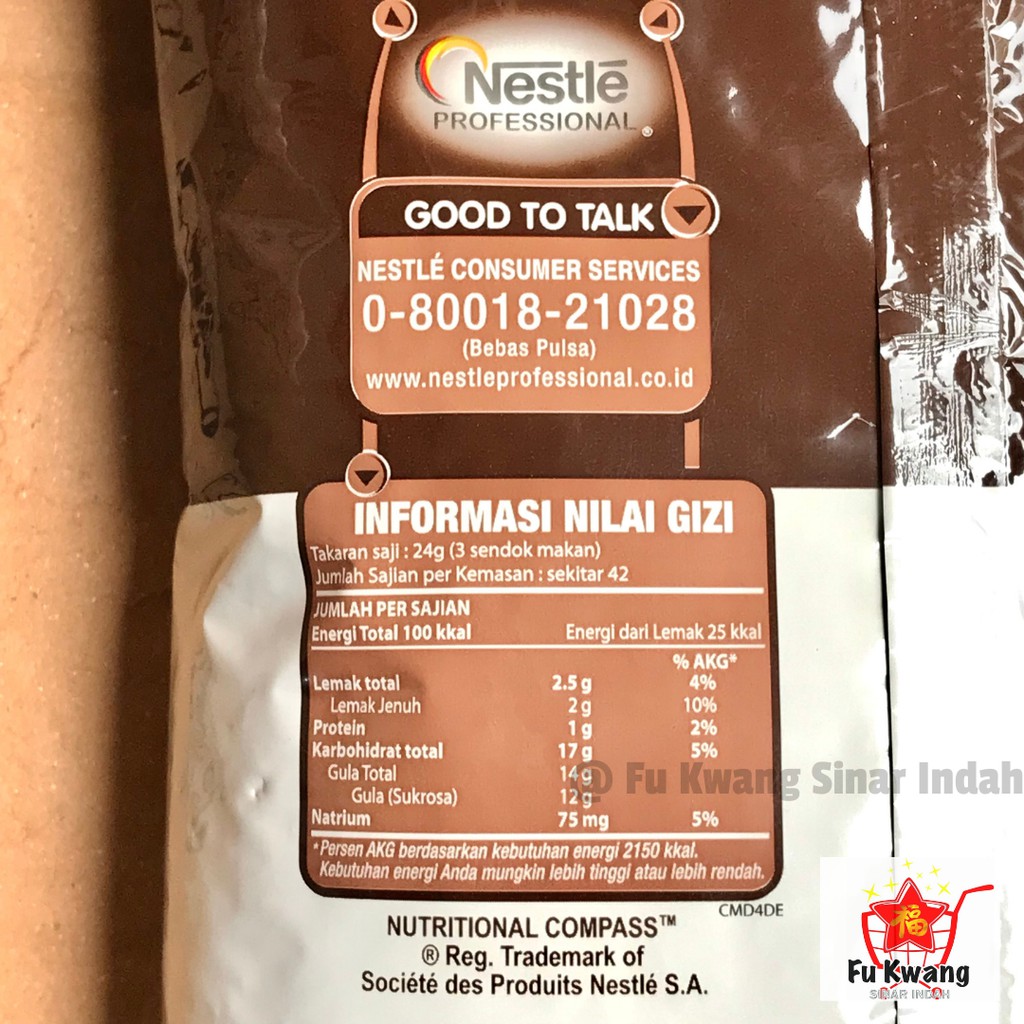 Nestlé
PROFESSIONAL®
GOOD TO TALK
NESTLÉ CONSUMER SERVICES
0-80018-21028
(Bebas Pulsa)
www.nestleprofessional.co.id
INFORMASI NILAI GIZI
Takaran saji : 24g (3 sendok makan)
Jumlah Sajian per Kemasan : sekitar 42
JUMLAH PER SAJIAN
Energi Total 100 kkal Energi dari Lemak 25 kkal
% AKG*
Lemak total 2.5 g 4%
Lemak Jenuh 2 g 10%
Protein 1 g 2%
Karbohidrat total 17 g 5%
Gula Total 14 g
@ Fu Kwang Sinar Indah
Gula (Sukrosa) 12 g
Natrium 75 mg 5%
*Persen AKG berdasarkan kebutuhan energi 2150 kkal.
Kebutuhan energi Anda mungkin lebih tinggi atau lebih rendah.
CMD4DE
NUTRITIONAL COMPASS™
® Reg. Trademark of
Société des Produits Nestlé S.A.
福
Fu Kwang
SINAR INDAH